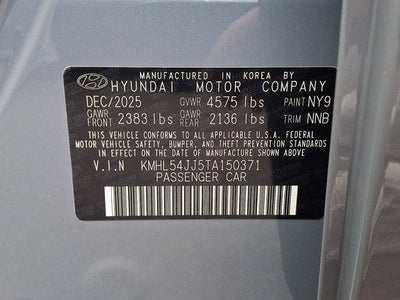 MANUFACTURED IN KOREA BY
HYUNDAI MOTOR COMPANY
DEC/2025 GVWR 4575 lbs PAINT NY9
GAWR FRONT 2383 lbs GAWR REAR 2136 lbs TRIM NNB
THIS VEHICLE CONFORMS TO ALL APPLICABLE U.S.A. FEDERAL
MOTOR VEHICLE SAFETY, BUMPER, AND THEFT PREVENTION STANDARDS
IN EFFECT ON THE DATE OF MANUFACTURE SHOWN ABOVE.
V.I.N KMHL54JJ5TA150371
PASSENGER CAR